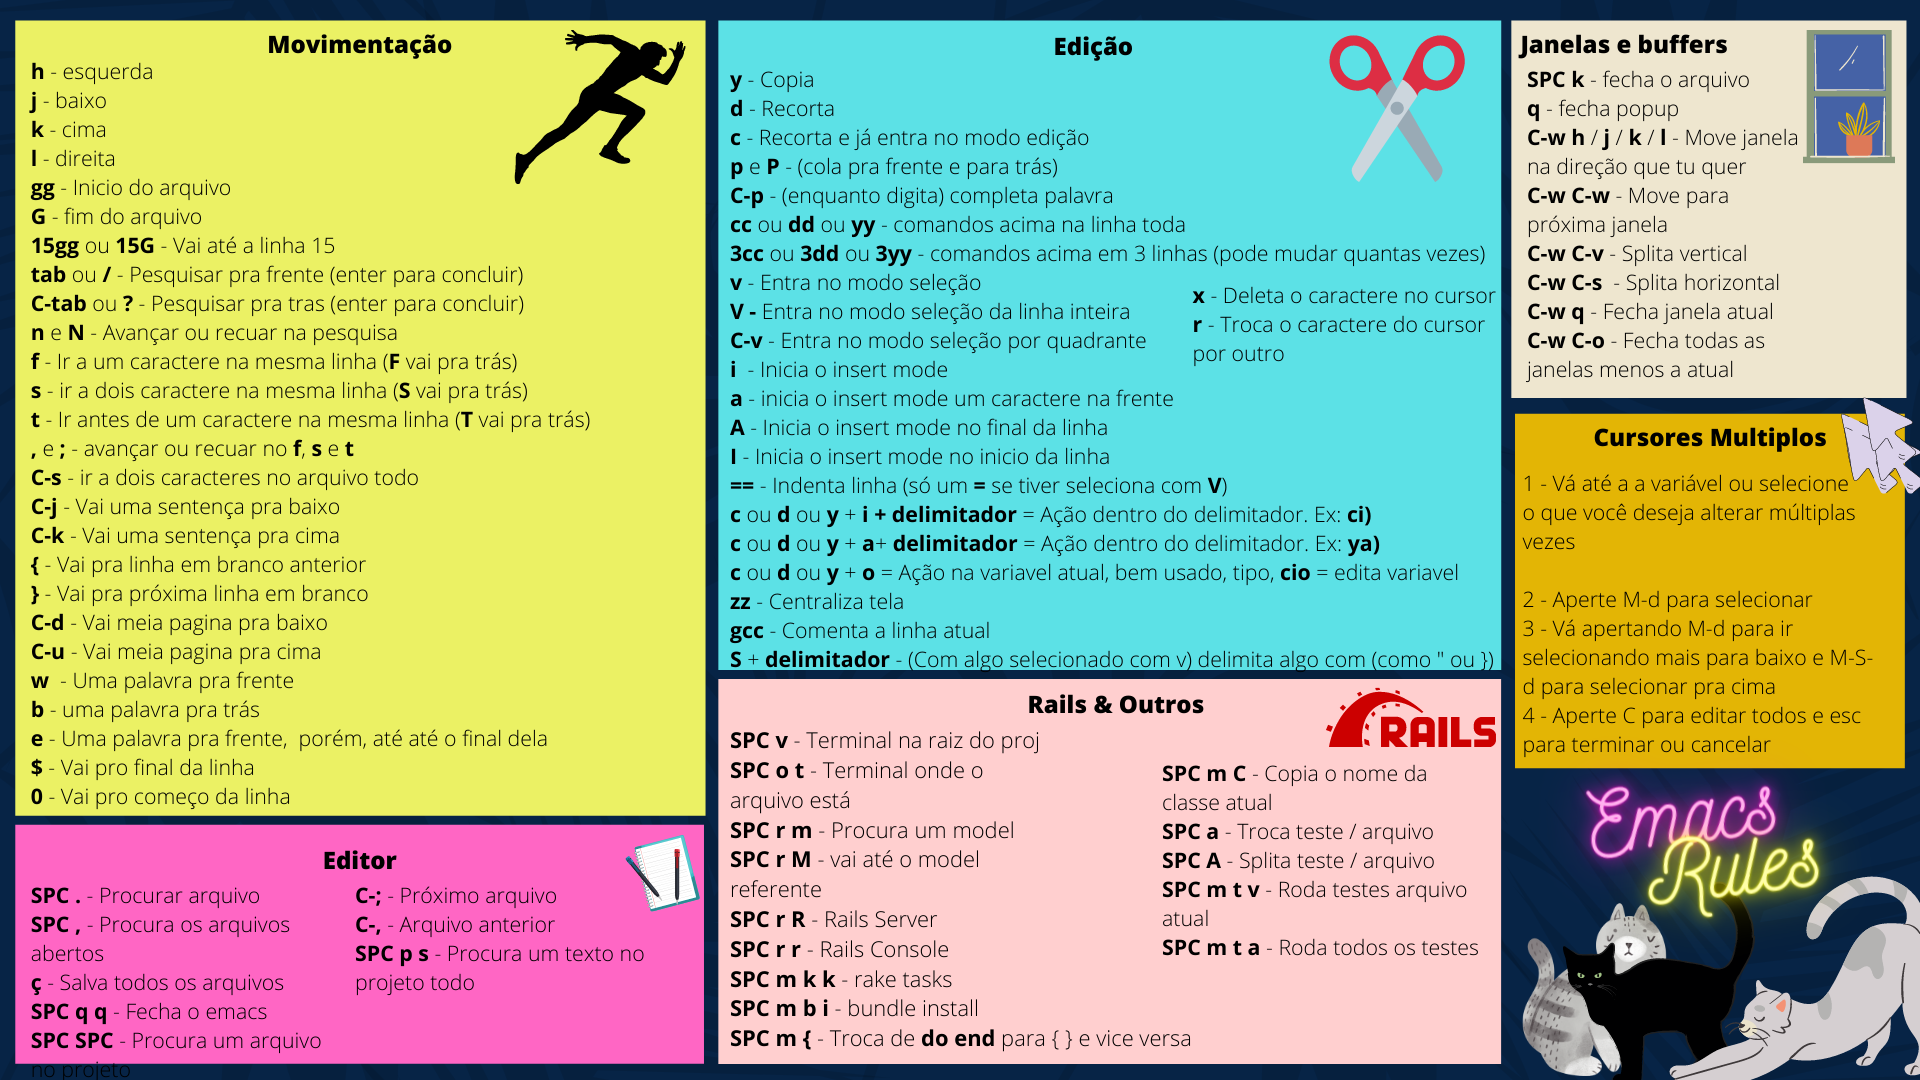 Movimentação
h - esquerda
j - baixo
k - cima
l - direita
gg - Inicio do arquivo
G - fim do arquivo
15gg ou 15G - Vai até a linha 15
tab ou / - Pesquisar pra frente (enter para concluir)
C-tab ou ? - Pesquisar pra tras (enter para concluir)
n e N - Avançar ou recuar na pesquisa
f - Ir a um caractere na mesma linha (F vai pra trás)
s - ir a dois caractere na mesma linha (S vai pra trás)
t - Ir antes de um caractere na mesma linha (T vai pra trás)
, e ; - avançar ou recuar no f, s e t
C-s - ir a dois caracteres no arquivo todo
C-j - Vai uma sentença pra baixo
C-k - Vai uma sentença pra cima
{ - Vai pra linha em branco anterior
} - Vai pra próxima linha em branco
C-d - Vai meia pagina pra baixo
C-u - Vai meia pagina pra cima
w - Uma palavra pra frente
b - uma palavra pra trás
e - Uma palavra pra frente, porém, até até o final dela
$ - Vai pro final da linha
0 - Vai pro começo da linha
Editor
SPC . - Procurar arquivo
SPC , - Procura os arquivos
abertos
ç - Salva todos os arquivos
SPC q q - Fecha o emacs
SPC SPC - Procura um arquivo
no projeto
C-; - Próximo arquivo
C-, - Arquivo anterior
SPC p s - Procura um texto no
projeto todo
Edição
y - Copia
d - Recorta
c - Recorta e já entra no modo edição
p e P - (cola pra frente e para trás)
C-p - (enquanto digita) completa palavra
cc ou dd ou yy - comandos acima na linha toda
3cc ou 3dd ou 3yy - comandos acima em 3 linhas (pode mudar quantas vezes)
v - Entra no modo seleção
V - Entra no modo seleção da linha inteira
C-v - Entra no modo seleção por quadrante
i - Inicia o insert mode
a - inicia o insert mode um caractere na frente
A - Inicia o insert mode no final da linha
I - Inicia o insert mode no inicio da linha
== - Indenta linha (só um = se tiver seleciona com V)
c ou d ou y + i + delimitador = Ação dentro do delimitador. Ex: ci)
c ou d ou y + a+ delimitador = Ação dentro do delimitador. Ex: ya)
c ou d ou y + o = Ação na variavel atual, bem usado, tipo, cio = edita variavel
zz - Centraliza tela
gcc - Comenta a linha atual
S + delimitador - (Com algo selecionado com v) delimita algo com (como " ou })
x - Deleta o caractere no cursor
r - Troca o caractere do cursor
por outro
Rails & Outros
RAILS
SPC v - Terminal na raiz do proj
SPC o t - Terminal onde o
arquivo está
SPC r m - Procura um model
SPC r M - vai até o model
referente
SPC r R - Rails Server
SPC r r - Rails Console
SPC m k k - rake tasks
SPC m b i - bundle install
SPC m { - Troca de do end para { } e vice versa
SPC m C - Copia o nome da
classe atual
SPC a - Troca teste / arquivo
SPC A - Splita teste / arquivo
SPC m t v - Roda testes arquivo
atual
SPC m t a - Roda todos os testes
Janelas e buffers
SPC k - fecha o arquivo
q - fecha popup
C-w h / j / k / l - Move janela
na direção que tu quer
C-w C-w - Move para
próxima janela
C-w C-v - Splita vertical
C-w C-s - Splita horizontal
C-w q - Fecha janela atual
C-w C-o - Fecha todas as
janelas menos a atual
Cursores Multiplos
1 - Vá até a a variável ou selecione
o que você deseja alterar múltiplas
vezes
2 - Aperte M-d para selecionar
3 - Vá apertando M-d para ir
selecionando mais para baixo e M-S-
d para selecionar pra cima
4 - Aperte C para editar todos e esc
para terminar ou cancelar
Emacs
Rules